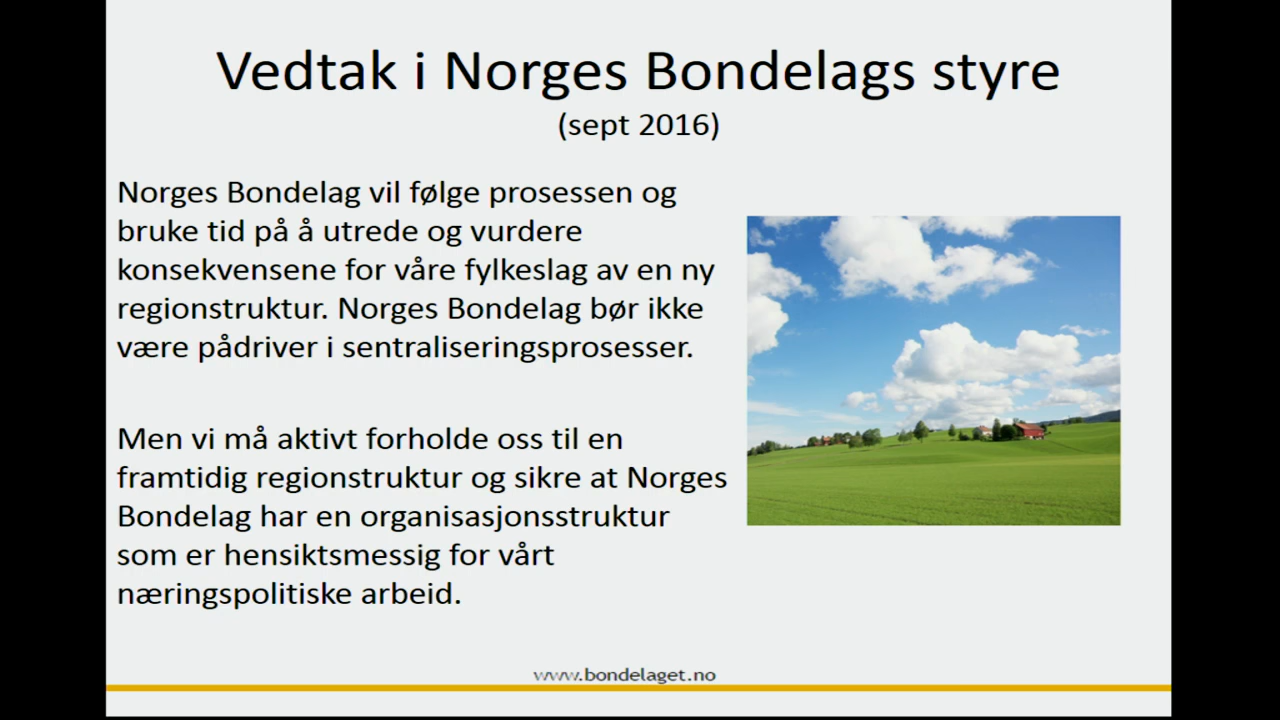 Vedtak i Norges Bondelags styre
(sept 2016)
Norges Bondelag vil følge prosessen og
bruke tid på å utrede og vurdere
konsekvensene for våre fylkeslag av en ny
regionstruktur. Norges Bondelag bør ikke
være pådriver i sentraliseringsprosesser.
Men vi må aktivt forholde oss til en
framtidig regionstruktur og sikre at Norges
Bondelag har en organisasjonsstruktur
som er hensiktsmessig for vårt
næringspolitiske arbeid.
www.bondelaget.no